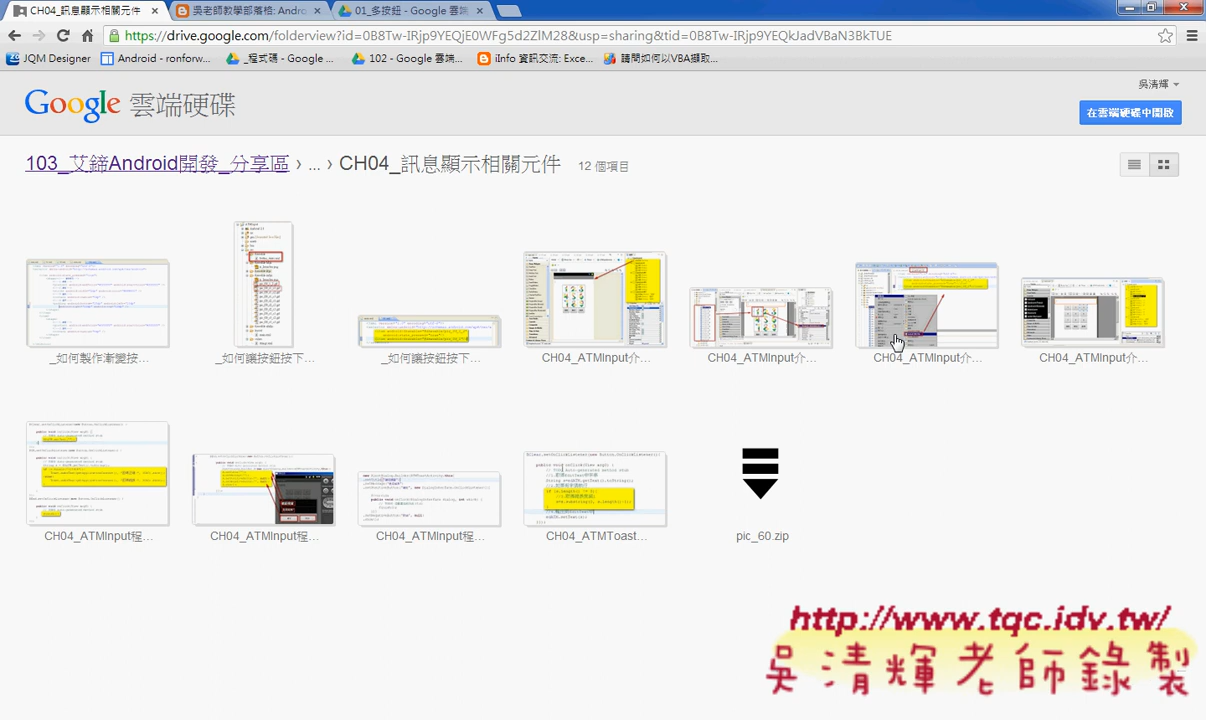 CH04_訊息顯示相關元件
吳老師教學部落格: Andro
01_多按鈕 - Google 雲端
https://drive.google.com/folderview?id=0B8Tw-IRjp9YEQjE0WFg5d2ZlM28&usp=sharing&tid=0B8Tw-IRjp9YEQkJadVBaN3BkTUE
JQM Designer
Android - ronforw...
_程式碼 - Google ...
102 - Google 雲端...
iInfo 資訊交流: Exce...
請問如何以VBA擷取...
吳清輝
Google 雲端硬碟
在雲端硬碟中開啟
103_艾鍗Android開發_分享區 › ... › CH04_訊息顯示相關元件 12 個項目
_如何製作漸變按...
_如何讓按鈕按下...
_如何讓按鈕按下...
CH04_ATMInput介...
CH04_ATMInput介...
CH04_ATMInput介...
CH04_ATMInput介...
CH04_ATMInput程...
CH04_ATMInput程...
CH04_ATMInput程...
CH04_ATMToast...
pic_60.zip
http://www.tqc.idv.tw/
吳清輝老師錄製